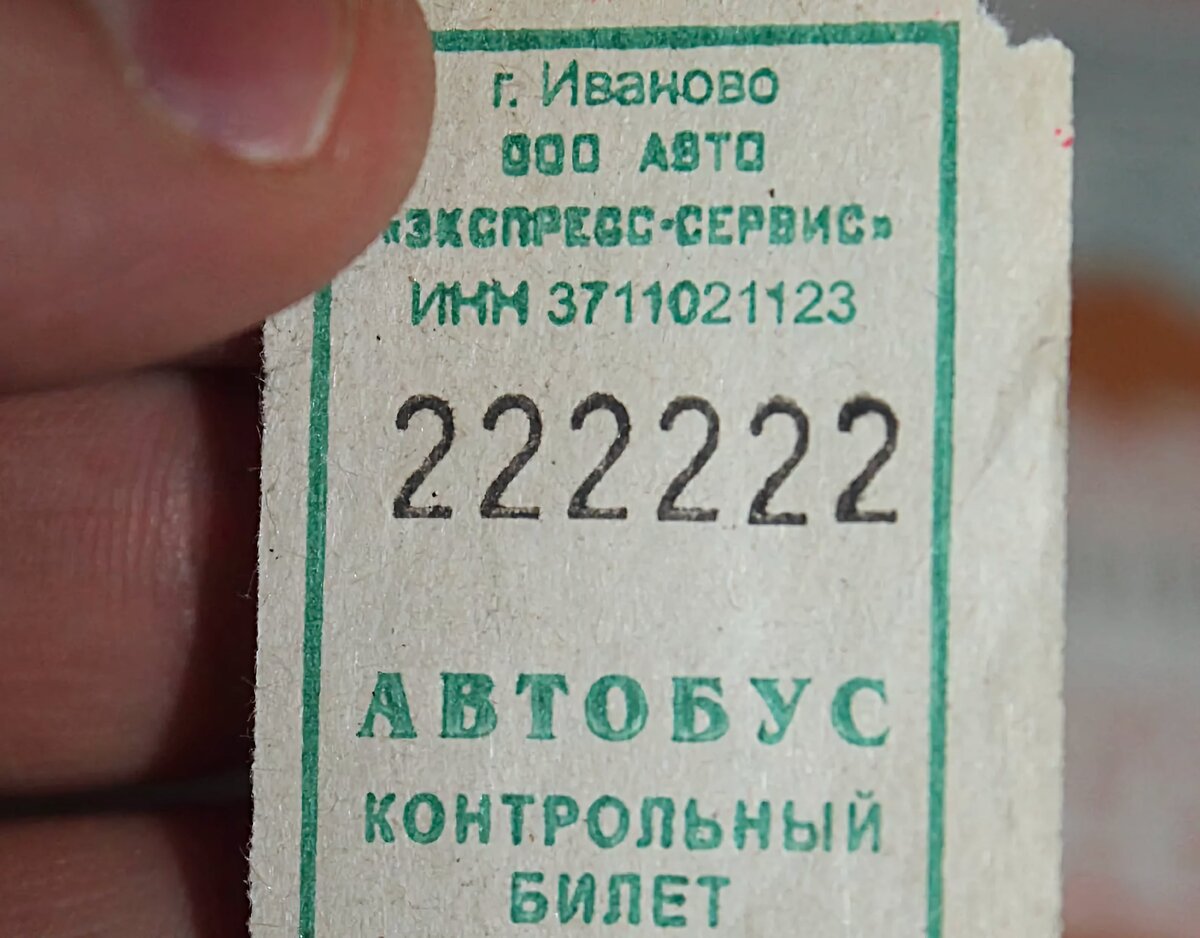 г. Иваново
ООО АВТО
«ЭКСПРЕСС-СЕРВИС»
ИНН 3711021123
222222
АВТОБУС
КОНТРОЛЬНЫЙ
БИЛЕТ